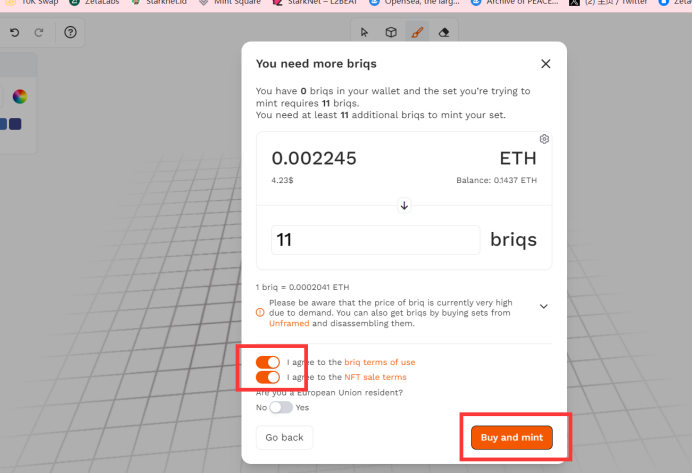 10K Swap ZetaLabs Starknet.id Mint Square StarkNet – L2BEAT OpenSea, the larg... Archive of PEACE... (2) 主页 / Twitter Zeta
You need more briqs
You have 0 briqs in your wallet and the set you're trying to
mint requires 11 briqs.
You need at least 11 additional briqs to mint your set.
0.002245 ETH
4.23$ Balance: 0.1437 ETH
11 briqs
1 briq = 0.0002041 ETH
Please be aware that the price of briq is currently very high
due to demand. You can also get briqs by buying sets from
Unframed and disassembling them.
I agree to the briq terms of use
I agree to the NFT sale terms
Are you a European Union resident?
No Yes
Go back Buy and mint